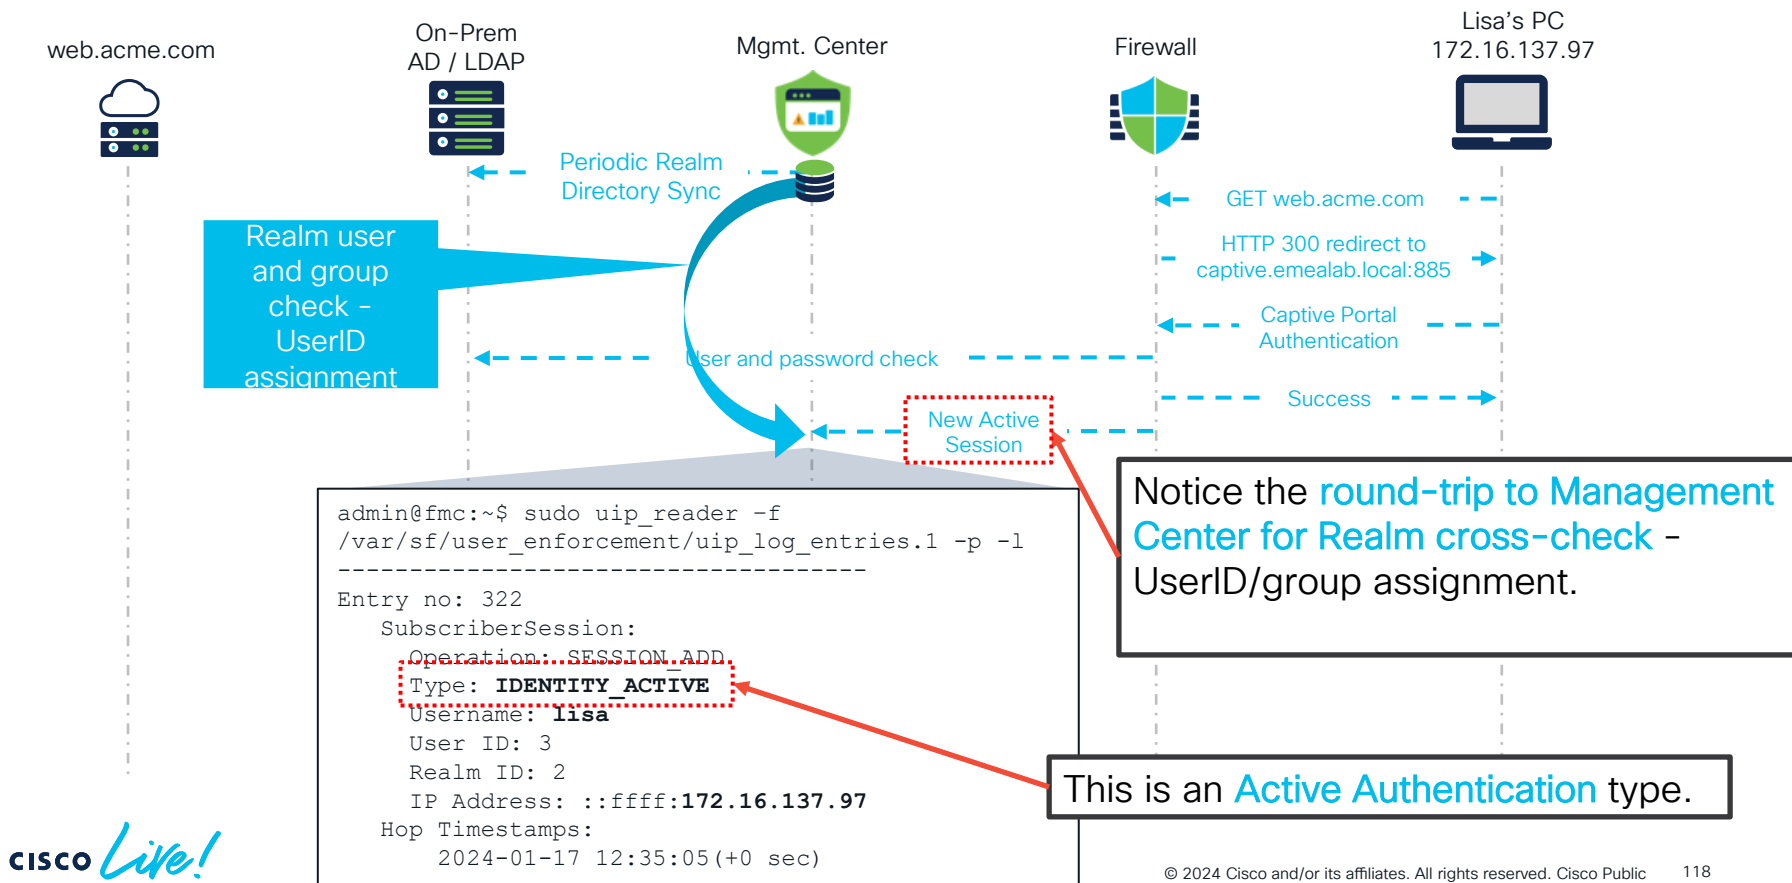 web.acme.com
On-Prem
AD / LDAP
Mgmt. Center
Firewall
Lisa's PC
172.16.137.97
Periodic Realm
Directory Sync
GET web.acme.com
HTTP 300 redirect to
captive.emealab.local:885
Realm user
and group
check -
UserID
assignment
Captive Portal
Authentication
User and password check
Success
New Active
Session
Notice the round-trip to Management
Center for Realm cross-check -
UserID/group assignment.
admin@fmc:~$ sudo uip_reader –f
/var/sf/user_enforcement/uip_log_entries.1 -p -l
-------------------------------------
Entry no: 322
SubscriberSession:
Operation: SESSION_ADD
Type: IDENTITY_ACTIVE
Username: lisa
User ID: 3
Realm ID: 2
IP Address: ::ffff:172.16.137.97
Hop Timestamps:
2024-01-17 12:35:05(+0 sec)
This is an Active Authentication type.
CISCO Live!
© 2024 Cisco and/or its affiliates. All rights reserved. Cisco Public 118